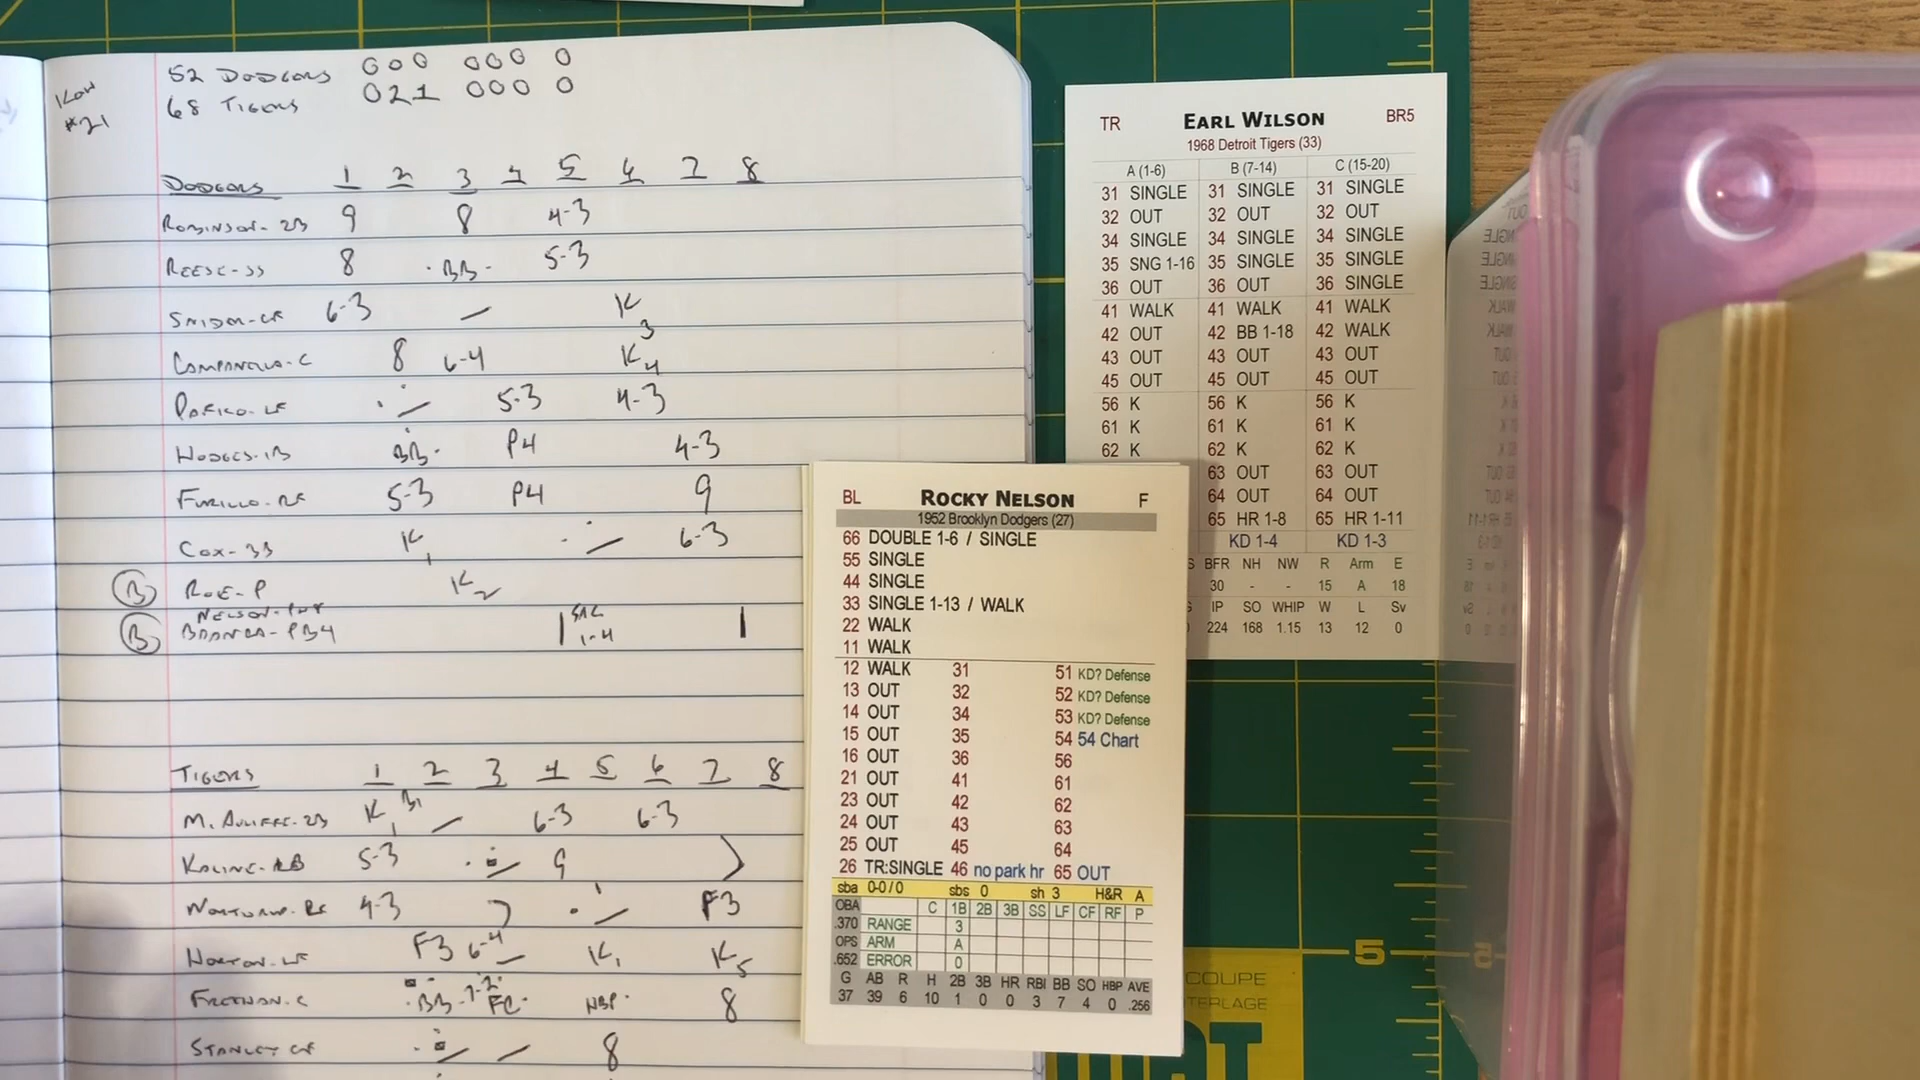 52 DODGERS 000 000 0
68 TIGERS 021 000 0
#21
DODGERS 1 2 3 4 5 6 7 8
ROBINSON-2B 9 8 4-3
REESE-SS 8 BB 5-3
SNIDER-CF 6-3 — K3
CAMPANELLA-C 8 6-4 K4
PAFKO-LF — 5-3 4-3
HODGES-1B BB P4 4-3
FURILLO-RF 5-3 P4 9
COX-3B K1 — 6-3
B ROE-P K2
NELSON-PH8
B BRANCA-PB4 SAC 1-4
TIGERS 1 2 3 4 5 6 7 8
MCAULIFFE-2B K1 — 6-3 6-3
KALINE-RB 5-3 — 9
NORTHRUP-RF 4-3 — F3
HORTON-LF F3 6-4 — K1 K5
FREEHAN-C BB FC HBP 8
STANLEY CF — — 8
TR EARL WILSON BR5
1968 Detroit Tigers (33)
A (1-6) B (7-14) C (15-20)
31 SINGLE 31 SINGLE 31 SINGLE
32 OUT 32 OUT 32 OUT
34 SINGLE 34 SINGLE 34 SINGLE
35 SNG 1-16 35 SINGLE 35 SINGLE
36 OUT 36 OUT 36 SINGLE
41 WALK 41 WALK 41 WALK
42 OUT 42 BB 1-18 42 WALK
43 OUT 43 OUT 43 OUT
45 OUT 45 OUT 45 OUT
56 K 56 K 56 K
61 K 61 K 61 K
62 K 62 K 62 K
63 OUT 63 OUT
64 OUT 64 OUT
65 HR 1-8 65 HR 1-11
KD 1-4 KD 1-3
BFR NH NW R Arm E
30 - - 15 A 18
IP SO WHIP W L Sv
224 168 1.15 13 12 0
BL ROCKY NELSON F
1952 Brooklyn Dodgers (27)
66 DOUBLE 1-6 / SINGLE
55 SINGLE
44 SINGLE
33 SINGLE 1-13 / WALK
22 WALK
11 WALK
12 WALK 31 51 KD? Defense
13 OUT 32 52 KD? Defense
14 OUT 34 53 KD? Defense
15 OUT 35 54 54 Chart
16 OUT 36 56
21 OUT 41 61
23 OUT 42 62
24 OUT 43 63
25 OUT 45 64
26 TR:SINGLE 46 no park hr 65 OUT
sba 0-0 / 0 sbs 0 sh 3 H&R A
OBA C 1B 2B 3B SS LF CF RF P
.370 RANGE 3
OPS ARM A
.652 ERROR 0
G AB R H 2B 3B HR RBI BB SO HBP AVE
37 39 6 10 1 0 0 3 7 4 0 .256
5
COUPE